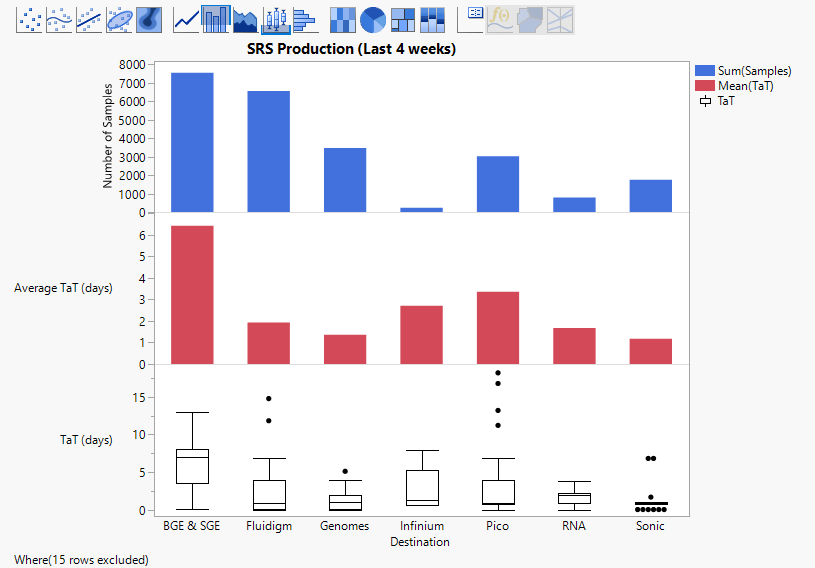 SRS Production (Last 4 weeks)
Number of Samples
8000
7000
6000
5000
4000
3000
2000
1000
0
Sum(Samples)
Mean(TaT)
TaT
Average TaT (days)
6
5
4
3
2
1
0
TaT (days)
15
10
5
0
BGE & SGE Fluidigm Genomes Infinium Pico RNA Sonic
Destination
Where(15 rows excluded)